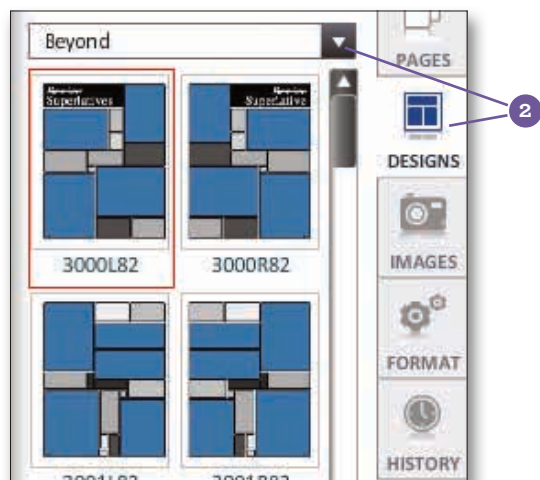 Beyond
PAGES
2
Superlatives
Superlative
DESIGNS
3000L82
3000R82
IMAGES
FORMAT
HISTORY